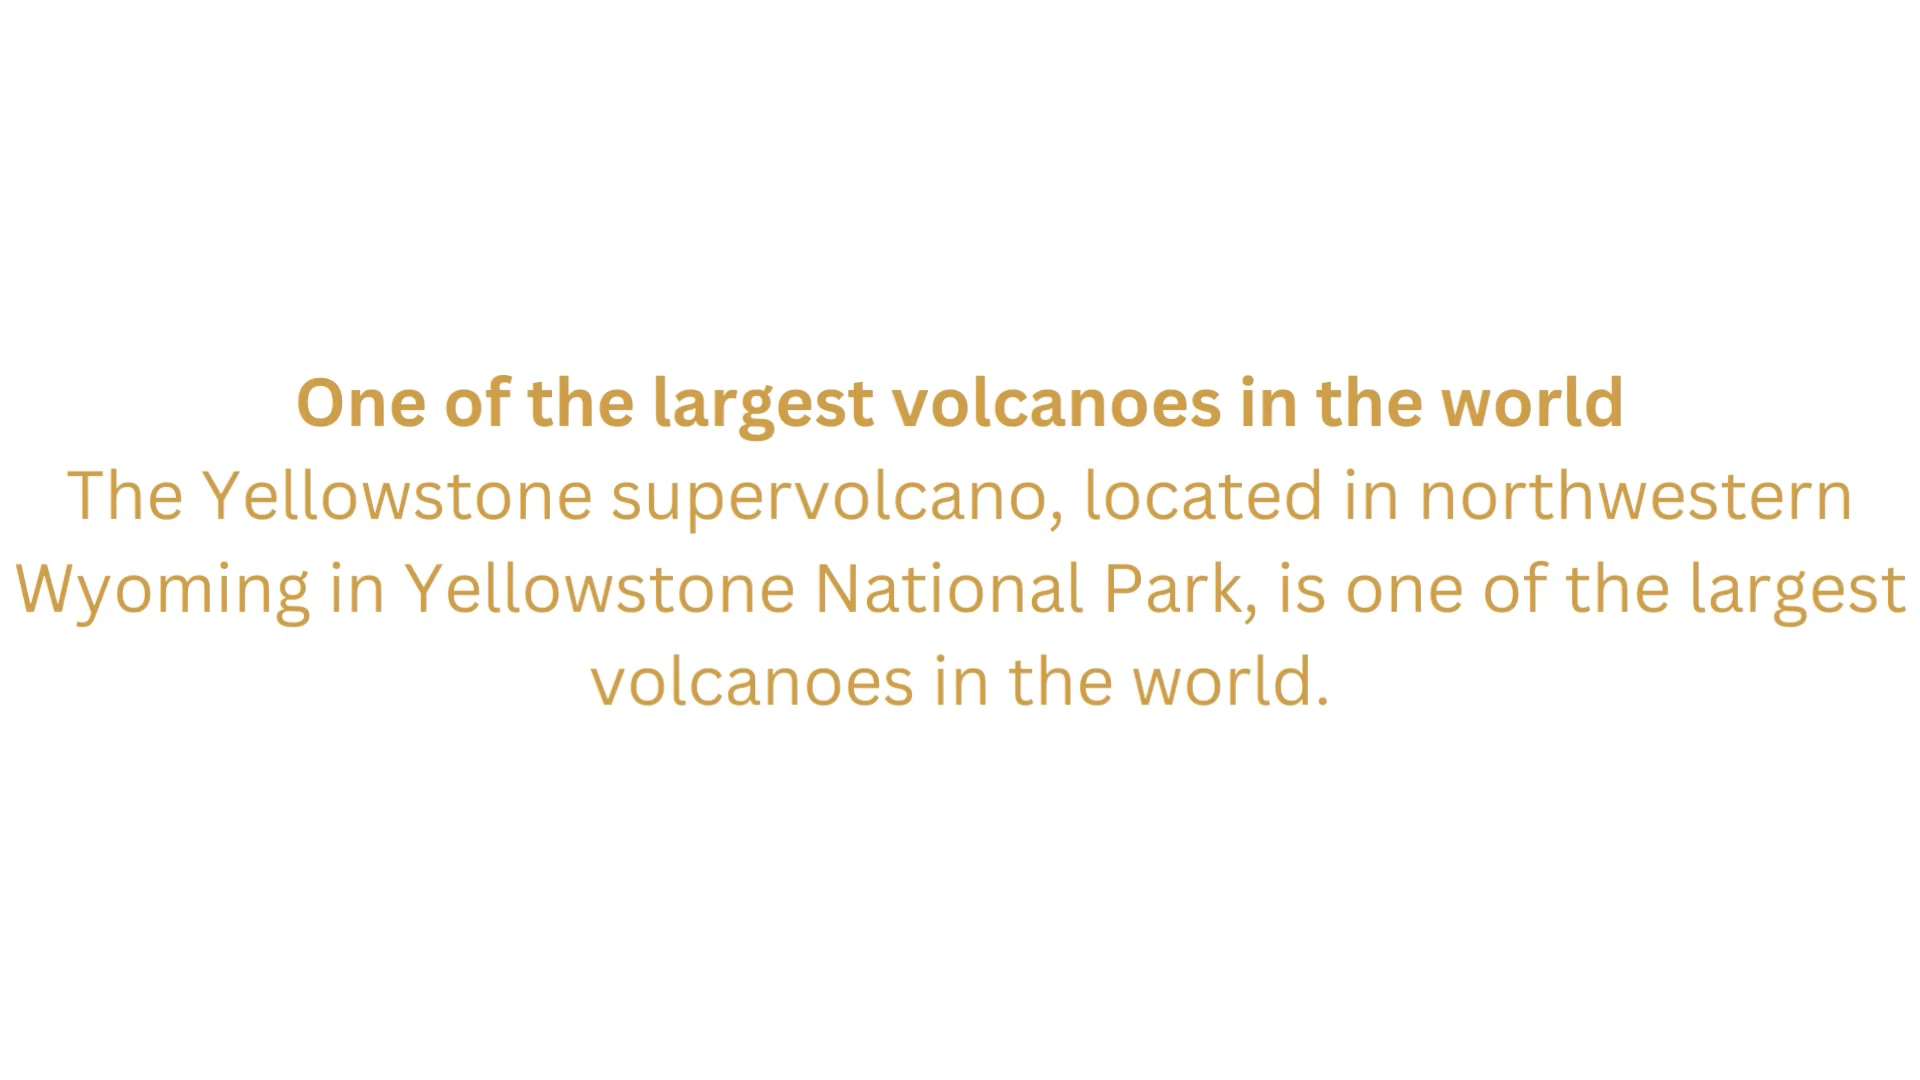 One of the largest volcanoes in the world
The Yellowstone supervolcano, located in northwestern
Wyoming in Yellowstone National Park, is one of the largest
volcanoes in the world.